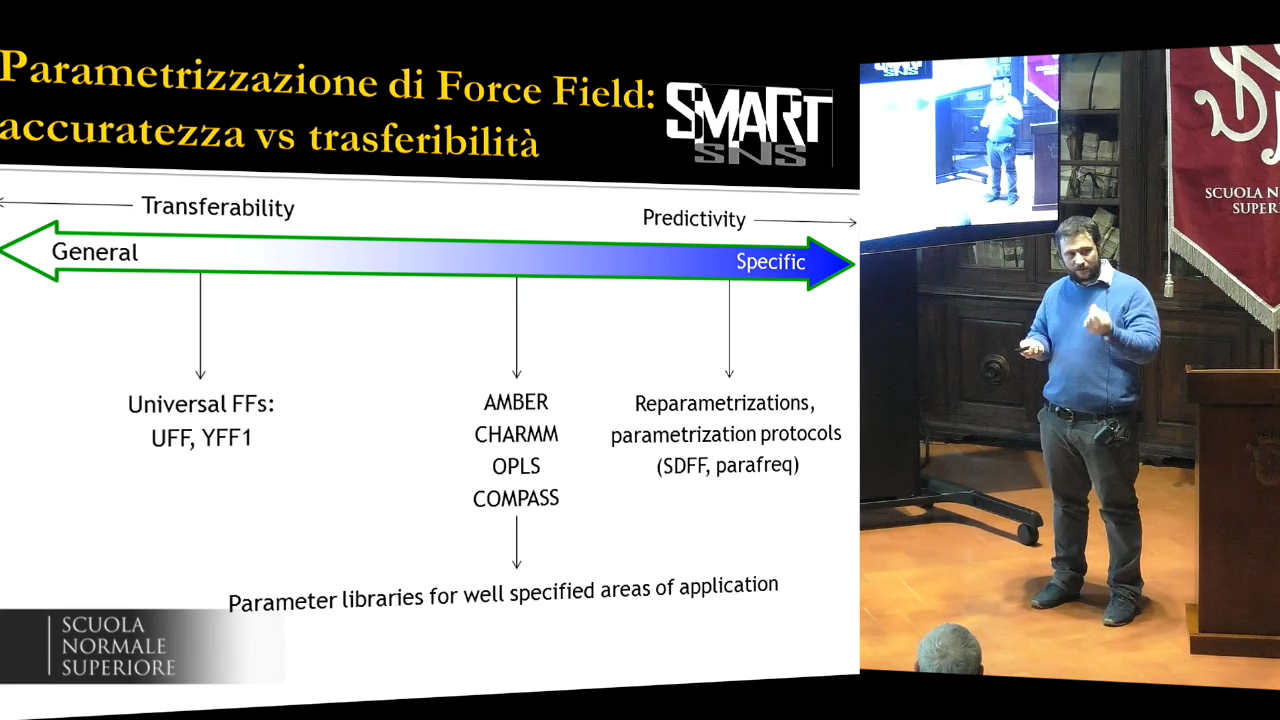 Parametrizzazione di Force Field:
accuratezza vs trasferibilità
SMART
SNS
Transferability
Predictivity
General
Specific
Universal FFs:
UFF, YFF1
AMBER
CHARMM
OPLS
COMPASS
Reparametrizations,
parametrization protocols
(SDFF, parafreq)
Parameter libraries for well specified areas of application
SCUOLA
NORMALE
SUPERIORE
SNS
SCUOLA N
SUPER